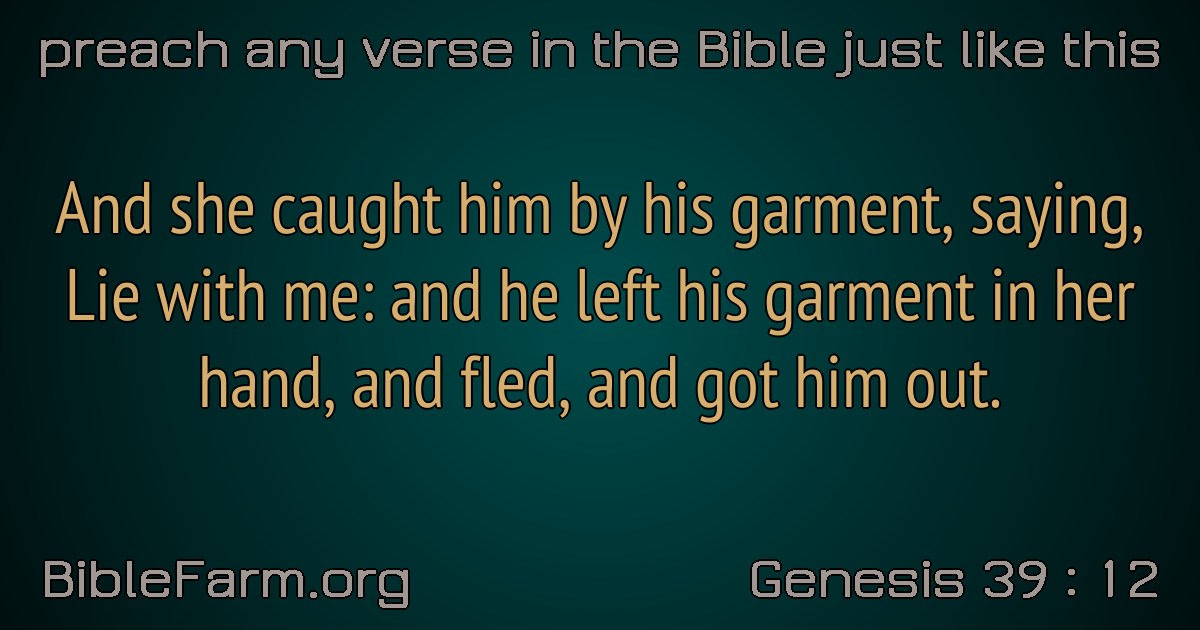 preach any verse in the Bible just like this
And she caught him by his garment, saying,
Lie with me: and he left his garment in her
hand, and fled, and got him out.
BibleFarm.org
Genesis 39 : 12